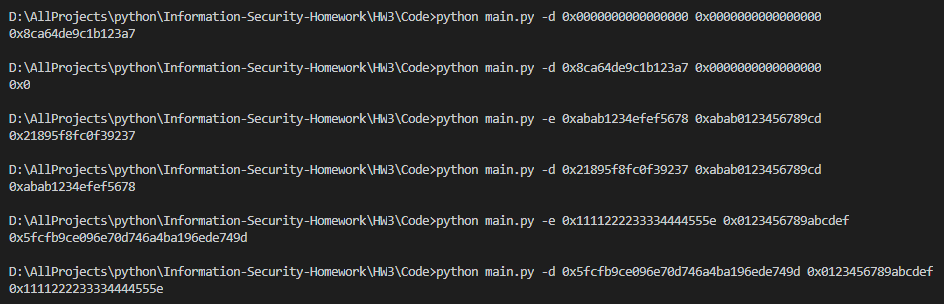 D:\AllProjects\python\Information-Security-Homework\HW3\Code>python main.py -d 0x0000000000000000 0x0000000000000000
0x8ca64de9c1b123a7
D:\AllProjects\python\Information-Security-Homework\HW3\Code>python main.py -d 0x8ca64de9c1b123a7 0x0000000000000000
0x0
D:\AllProjects\python\Information-Security-Homework\HW3\Code>python main.py -e 0xabab1234efef5678 0xabab0123456789cd
0x21895f8fc0f39237
D:\AllProjects\python\Information-Security-Homework\HW3\Code>python main.py -d 0x21895f8fc0f39237 0xabab0123456789cd
0xabab1234efef5678
D:\AllProjects\python\Information-Security-Homework\HW3\Code>python main.py -e 0x1111222233334444555e 0x0123456789abcdef
0x5fcfb9ce096e70d746a4ba196ede749d
D:\AllProjects\python\Information-Security-Homework\HW3\Code>python main.py -d 0x5fcfb9ce096e70d746a4ba196ede749d 0x0123456789abcdef
0x1111222233334444555e